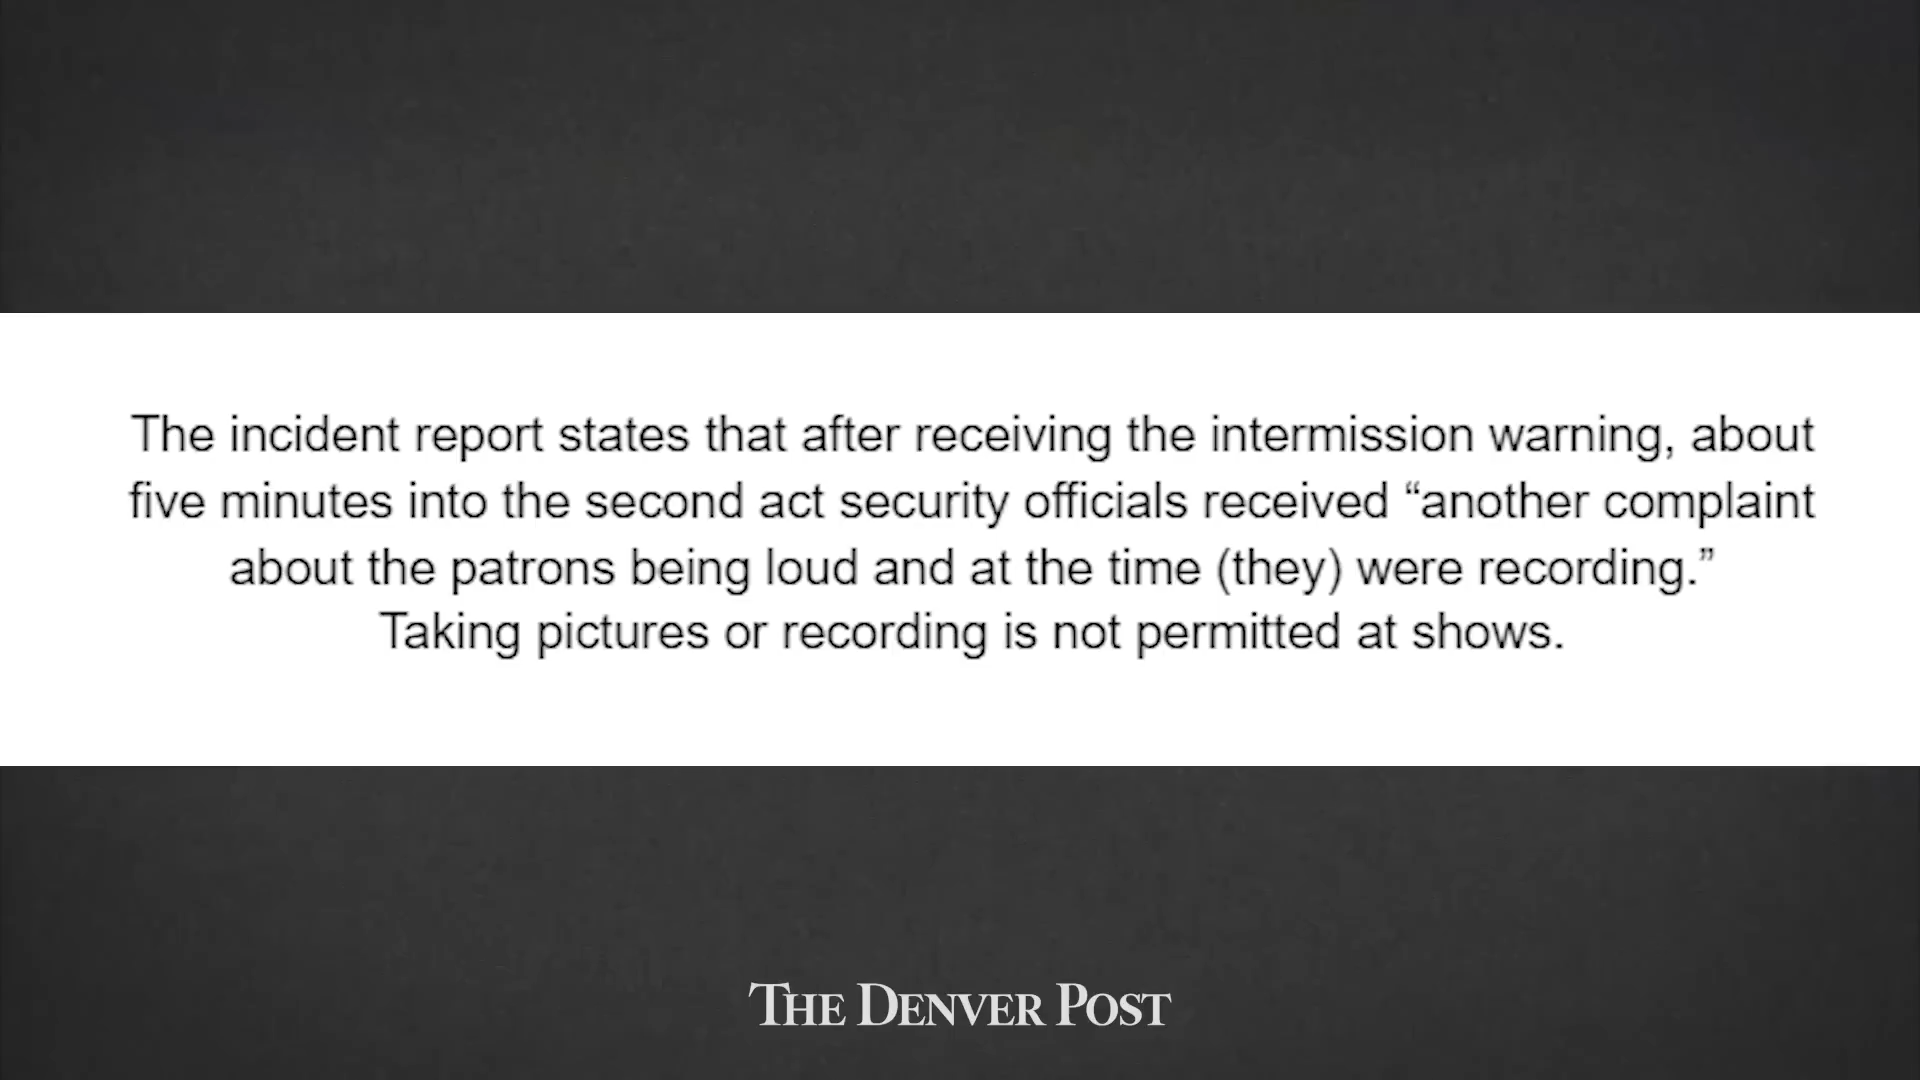 The incident report states that after receiving the intermission warning, about
five minutes into the second act security officials received “another complaint
about the patrons being loud and at the time (they) were recording.”
Taking pictures or recording is not permitted at shows.
THE DENVER POST